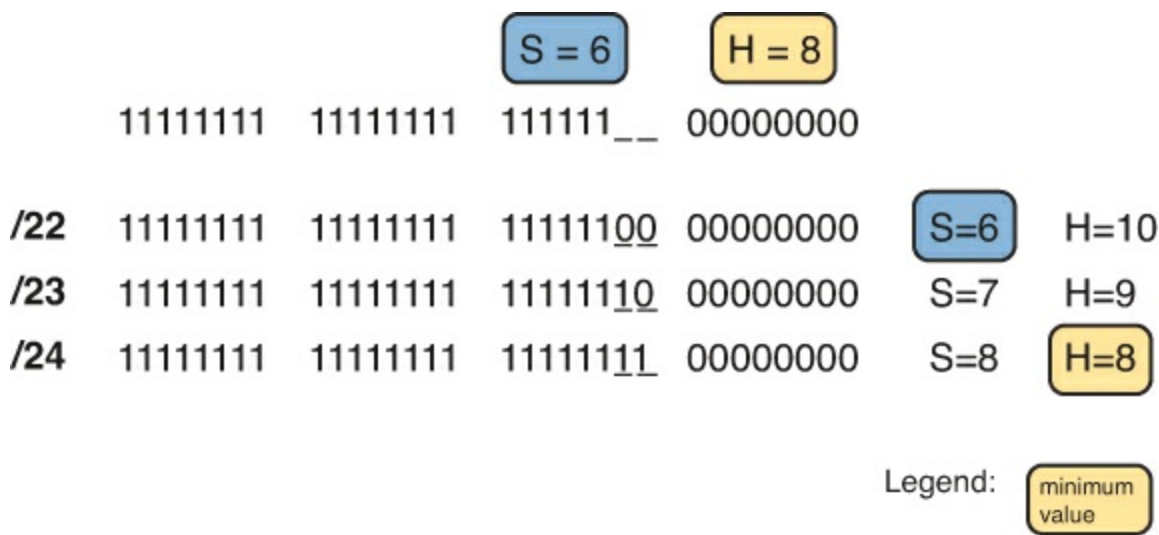 S = 6 H = 8
11111111 11111111 111111_ _ 00000000
/22 11111111 11111111 11111100 00000000 S=6 H=10
/23 11111111 11111111 11111110 00000000 S=7 H=9
/24 11111111 11111111 11111111 00000000 S=8 H=8
Legend: minimum
value